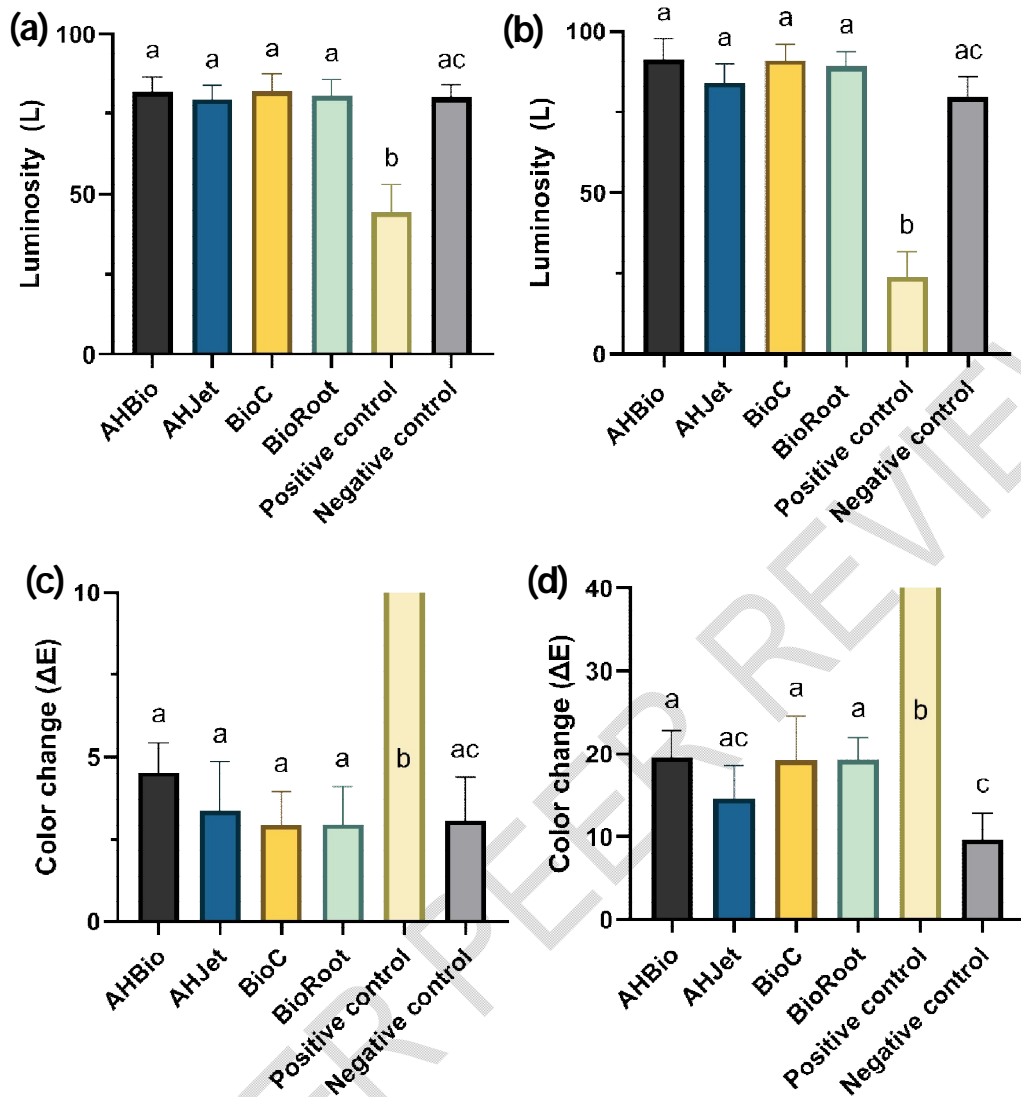 (a)
Luminosity (L)
100
50
0
a
a
a
a
b
ac
AHBio
AHJet
BioC
BioRoot
Positive control
Negative control
(b)
Luminosity (L)
100
50
0
a
a
a
a
b
ac
AHBio
AHJet
BioC
BioRoot
Positive control
Negative control
(c)
Color change (ΔE)
10
5
0
a
a
a
a
b
ac
AHBio
AHJet
BioC
BioRoot
Positive control
Negative control
(d)
Color change (ΔE)
40
30
20
10
0
a
ac
a
a
b
c
AHBio
AHJet
BioC
BioRoot
Positive control
Negative control
PEER